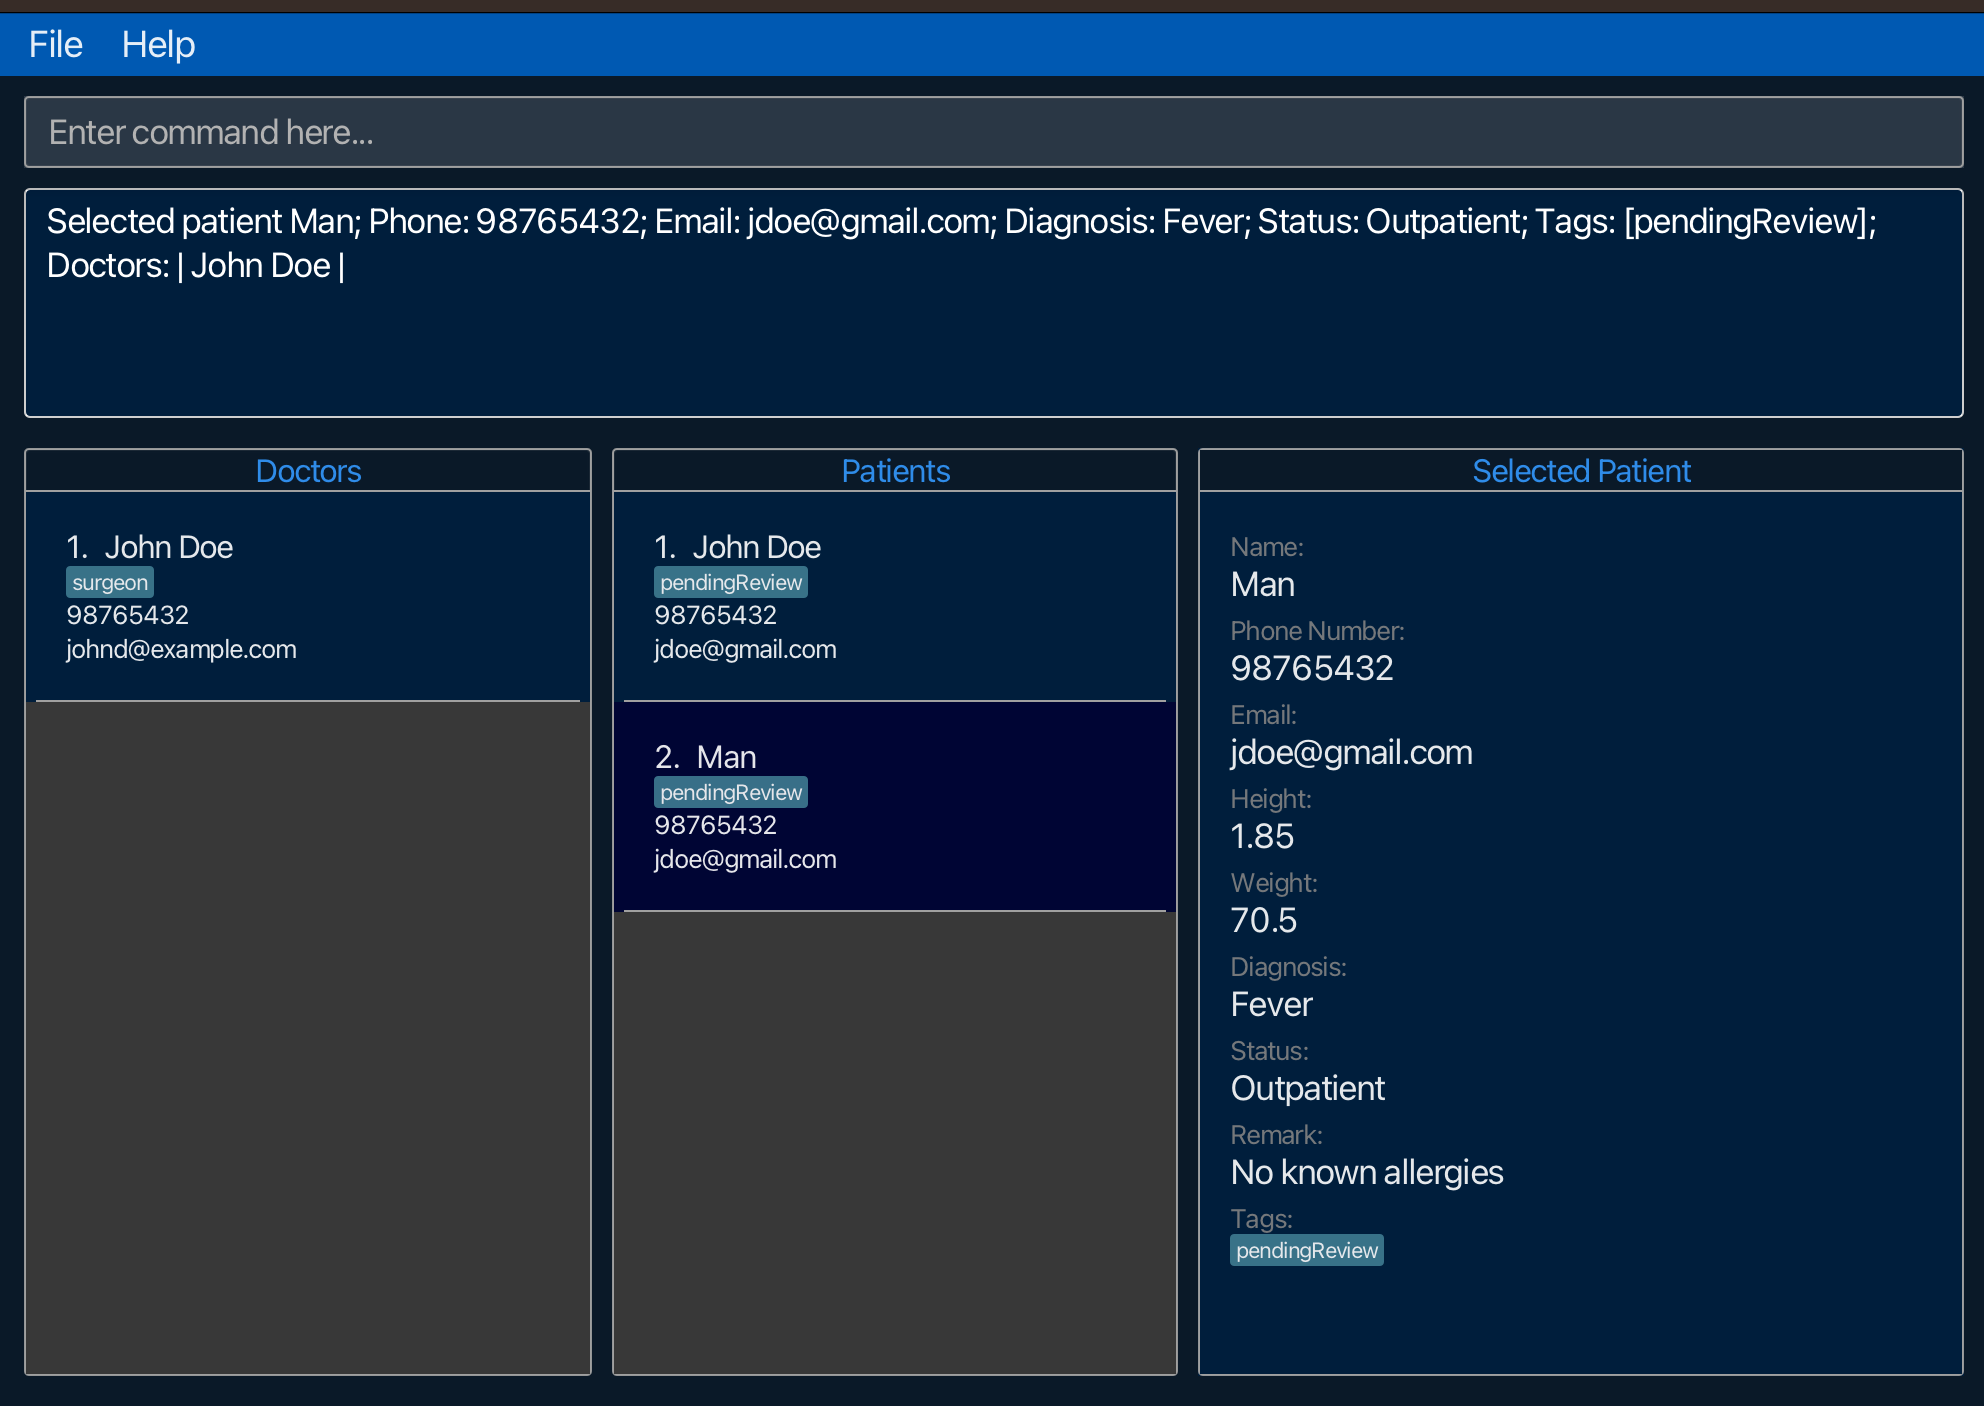 File Help
Enter command here...
Selected patient Man; Phone: 98765432; Email: jdoe@gmail.com; Diagnosis: Fever; Status: Outpatient; Tags: [pendingReview];
Doctors: | John Doe |
Doctors
1. John Doe
surgeon
98765432
johnd@example.com
Patients
1. John Doe
pendingReview
98765432
jdoe@gmail.com
2. Man
pendingReview
98765432
jdoe@gmail.com
Selected Patient
Name:
Man
Phone Number:
98765432
Email:
jdoe@gmail.com
Height:
1.85
Weight:
70.5
Diagnosis:
Fever
Status:
Outpatient
Remark:
No known allergies
Tags:
pendingReview